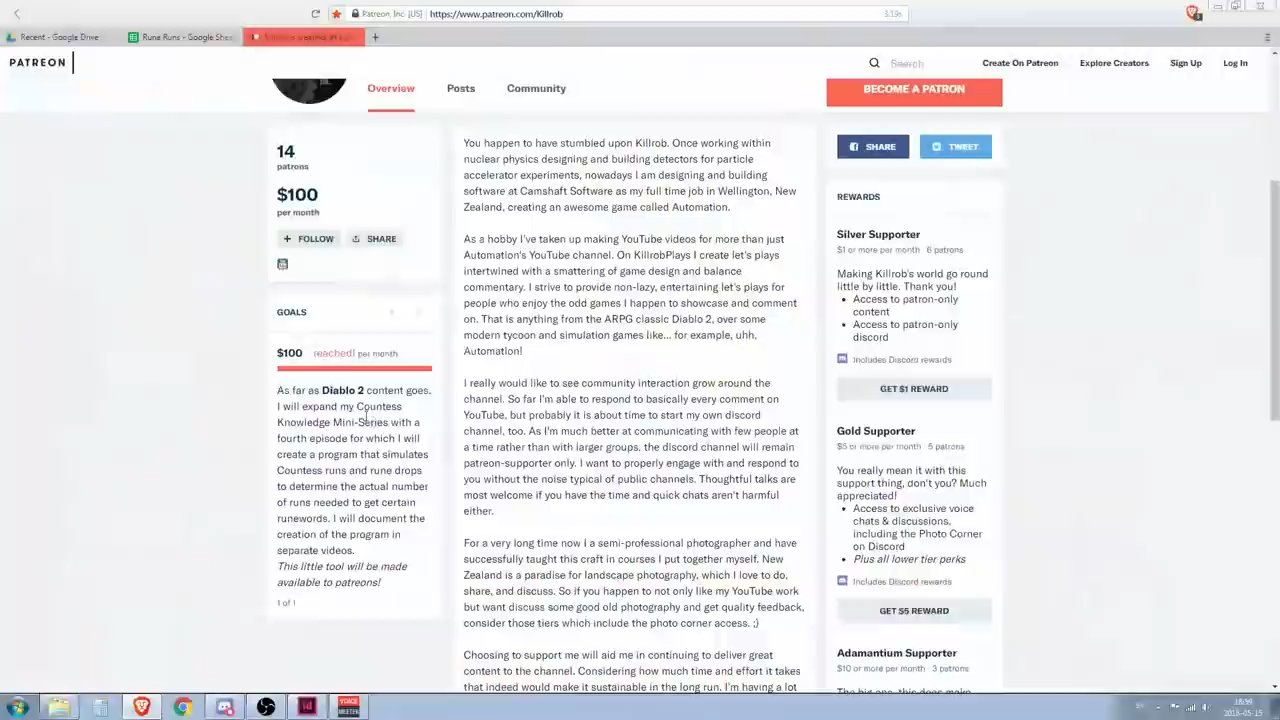 Patreon, Inc. [US]
https://www.patreon.com/Killrob
Recent - Google Drive
Rune Runs - Google Shee
PATREON
Search
Create On Patreon
Explore Creators
Sign Up
Log In
Overview
Posts
Community
BECOME A PATRON
14
patrons
$100
per month
FOLLOW
SHARE
GOALS
$100 reached! per month
As far as Diablo 2 content goes.
I will expand my Countess
Knowledge Mini-Series with a
fourth episode for which I will
create a program that simulates
Countess runs and rune drops
to determine the actual number
of runs needed to get certain
runewords. I will document the
creation of the program in
separate videos.
This little tool will be made
available to patreons!
1 of 1
You happen to have stumbled upon Killrob. Once working within
nuclear physics designing and building detectors for particle
accelerator experiments, nowadays I am designing and building
software at Camshaft Software as my full time job in Wellington, New
Zealand, creating an awesome game called Automation.
As a hobby I've taken up making YouTube videos for more than just
Automation's YouTube channel. On KillrobPlays I create let's plays
intertwined with a smattering of game design and balance
commentary. I strive to provide non-lazy, entertaining let's plays for
people who enjoy the odd games I happen to showcase and comment
on. That is anything from the ARPG classic Diablo 2, over some
modern tycoon and simulation games like... for example, uhh,
Automation!
I really would like to see community interaction grow around the
channel. So far I'm able to respond to basically every comment on
YouTube, but probably it is about time to start my own discord
channel, too. As I'm much better at communicating with few people at
a time rather than with larger groups, the discord channel will remain
patreon-supporter only. I want to properly engage with and respond to
you without the noise typical of public channels. Thoughtful talks are
most welcome if you have the time and quick chats aren't harmful
either.
For a very long time now i a semi-professional photographer and have
successfully taught this craft in courses I put together myself. New
Zealand is a paradise for landscape photography, which I love to do,
share, and discuss. So if you happen to not only like my YouTube work
but want discuss some good old photography and get quality feedback,
consider those tiers which include the photo corner access. ;)
Choosing to support me will aid me in continuing to deliver great
content to the channel. Considering how much time and effort it takes
that indeed would make it sustainable in the long run. I'm having a lot
SHARE
TWEET
REWARDS
Silver Supporter
$1 or more per month · 6 patrons
Making Killrob's world go round
little by little. Thank you!
• Access to patron-only
content
• Access to patron-only
discord
Includes Discord rewards
GET $1 REWARD
Gold Supporter
$5 or more per month · 5 patrons
You really mean it with this
support thing, don't you? Much
appreciated!
• Access to exclusive voice
chats & discussions,
including the Photo Corner
on Discord
• Plus all lower tier perks
Includes Discord rewards
GET $5 REWARD
Adamantium Supporter
$10 or more per month · 3 patrons
VOICE
MEETER